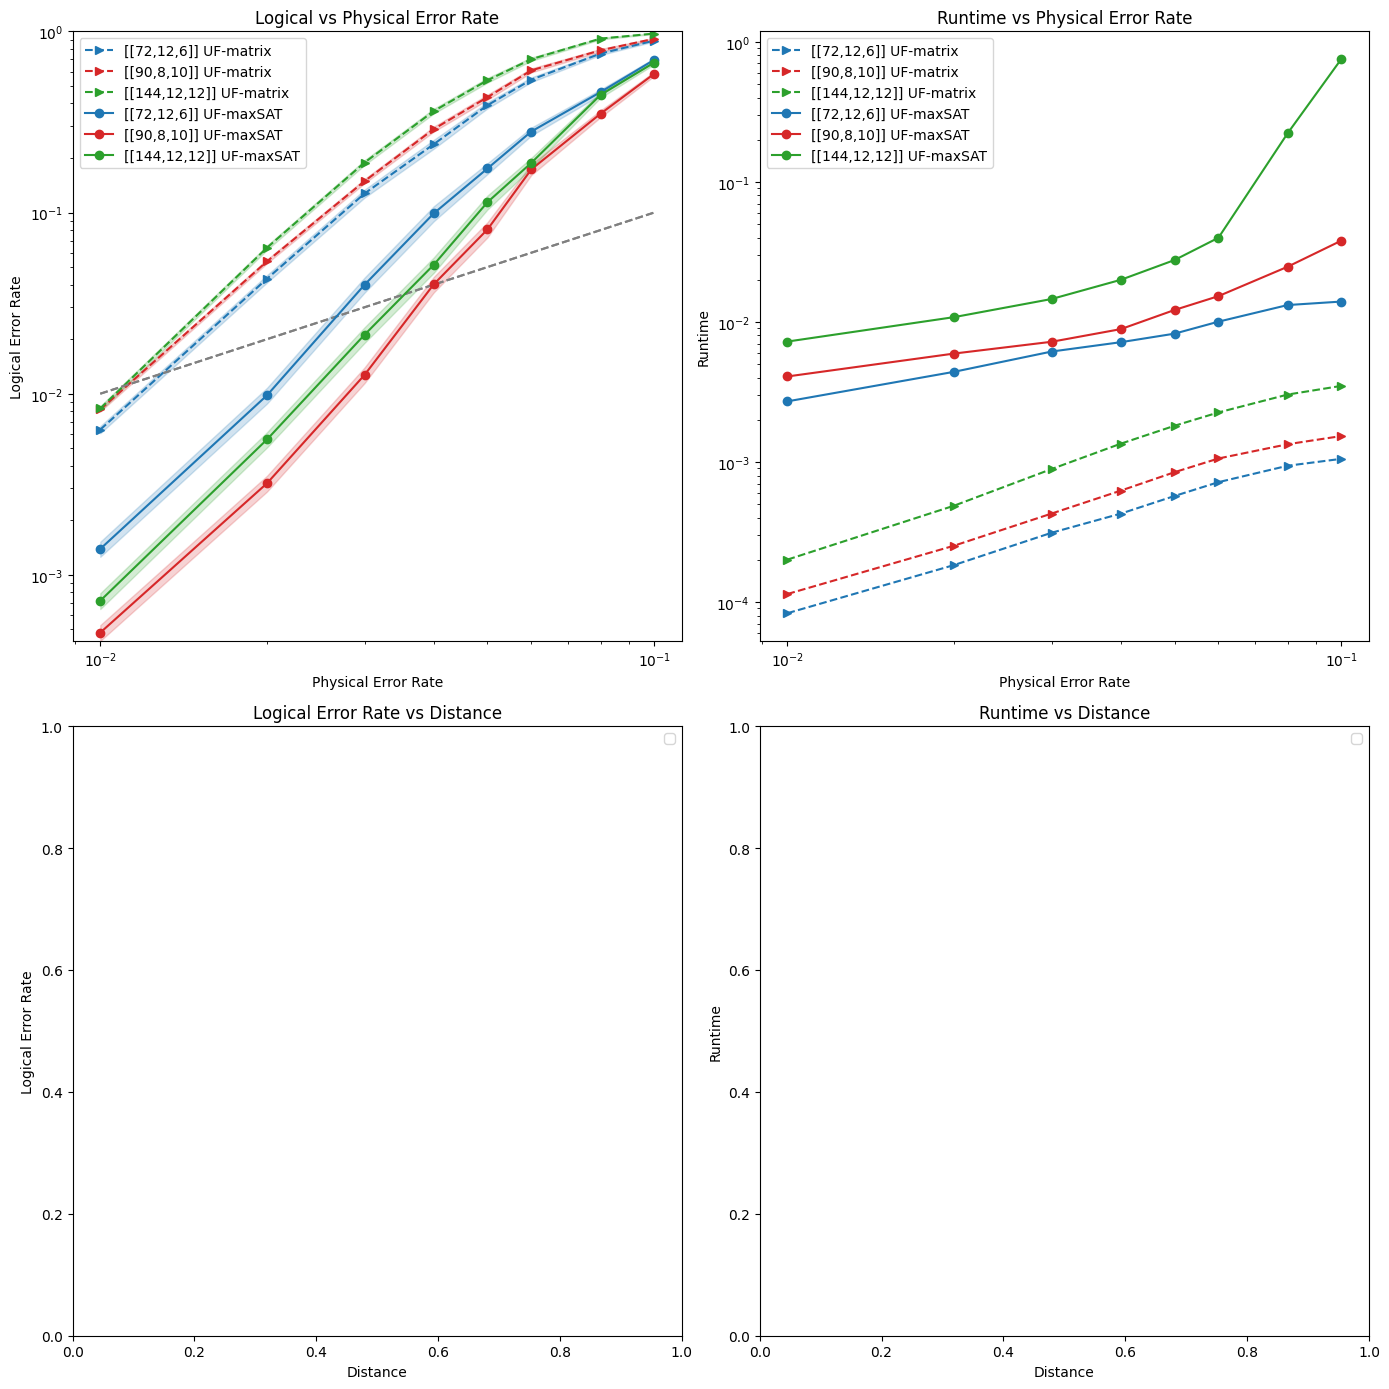 Logical vs Physical Error Rate
[[72,12,6]] UF-matrix
[[90,8,10]] UF-matrix
[[144,12,12]] UF-matrix
[[72,12,6]] UF-maxSAT
[[90,8,10]] UF-maxSAT
[[144,12,12]] UF-maxSAT
10⁰
10⁻¹
10⁻²
10⁻³
Logical Error Rate
10⁻²
10⁻¹
Physical Error Rate
Runtime vs Physical Error Rate
[[72,12,6]] UF-matrix
[[90,8,10]] UF-matrix
[[144,12,12]] UF-matrix
[[72,12,6]] UF-maxSAT
[[90,8,10]] UF-maxSAT
[[144,12,12]] UF-maxSAT
10⁰
10⁻¹
10⁻²
10⁻³
10⁻⁴
Runtime
10⁻²
10⁻¹
Physical Error Rate
Logical Error Rate vs Distance
1.0
0.8
0.6
0.4
0.2
0.0
Logical Error Rate
0.0 0.2 0.4 0.6 0.8 1.0
Distance
Runtime vs Distance
1.0
0.8
0.6
0.4
0.2
0.0
Runtime
0.0 0.2 0.4 0.6 0.8 1.0
Distance